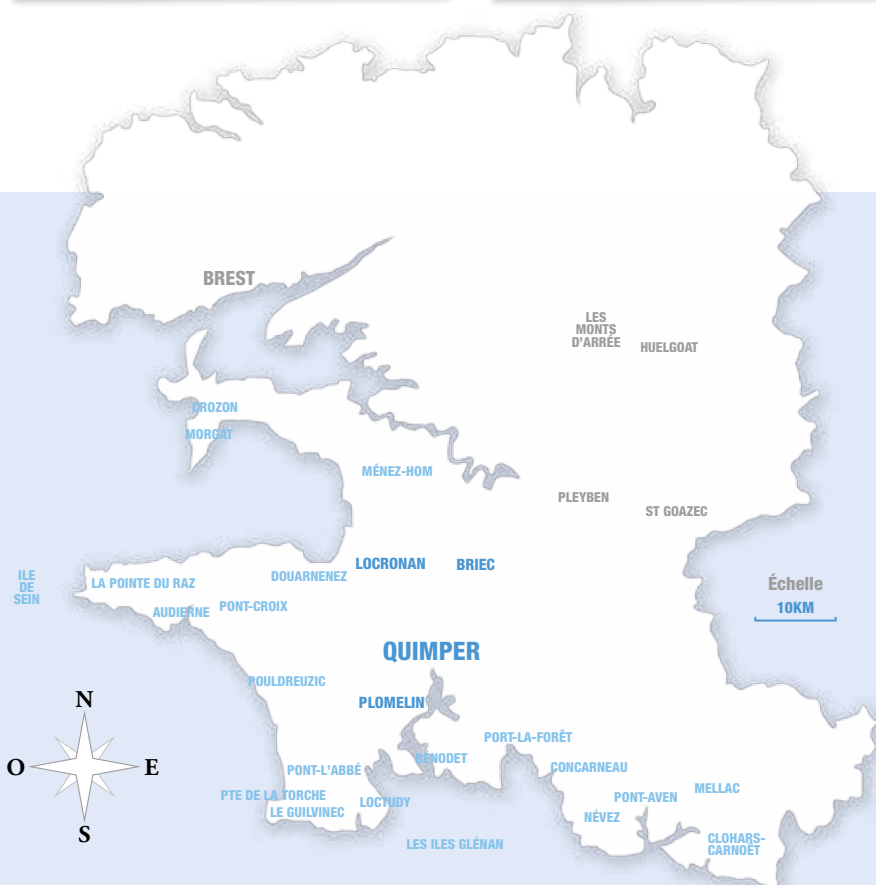 BREST
LES
MONTS
D'ARRÉE
HUELGOAT
CROZON
MORGAT
MÉNEZ-HOM
PLEYBEN
ST GOAZEC
LOCRONAN
BRIEC
DOUARNENEZ
ILE
DE
SEIN
LA POINTE DU RAZ
Échelle
10KM
AUDIERNE
PONT-CROIX
QUIMPER
POULDREUZIC
PLOMELIN
N
O
E
S
PORT-LA-FORÊT
BENODET
CONCARNEAU
PONT-L'ABBÉ
MELLAC
PTE DE LA TORCHE
PONT-AVEN
LOCTUDY
LE GUILVINEC
NÉVEZ
LES ILES GLÉNAN
CLOHARS-
CARNOËT